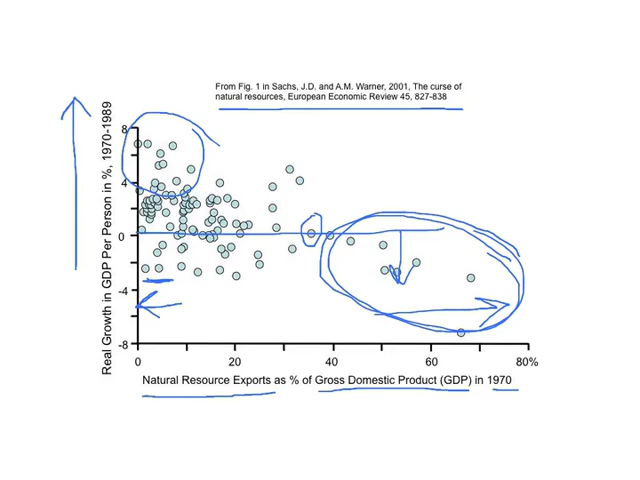 From Fig. 1 in Sachs, J.D. and A.M. Warner, 2001, The curse of
natural resources, European Economic Review 45, 827-838
Real Growth in GDP Per Person in %, 1970-1989
8
4
0
-4
-8
0 20 40 60 80%
Natural Resource Exports as % of Gross Domestic Product (GDP) in 1970